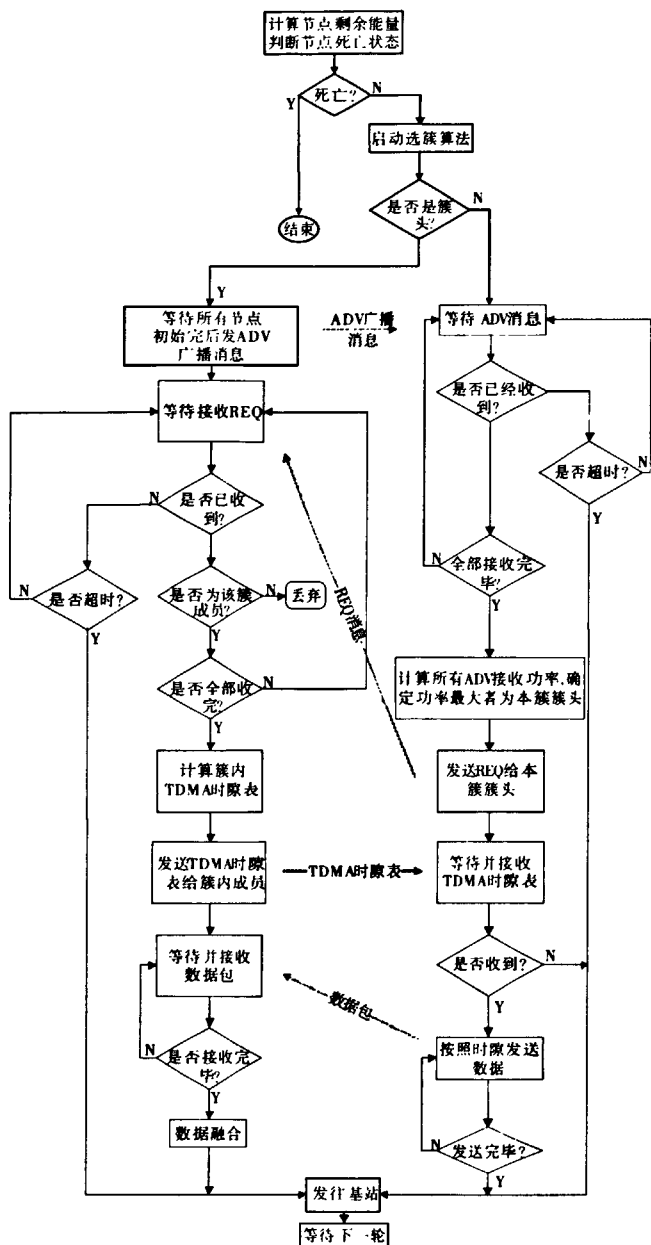 计算节点剩余能量
判断节点死亡状态
死亡?
Y
N
启动选簇算法
结束
是否是簇
头?
N
Y
等待所有节点
初始完后发ADV
广播消息
ADV广播
消息
等待 ADV消息
等待接收REQ
是否已经收
到?
N
是否超时?
N
Y
N
是否已收
到?
N
全部接收完
毕?
Y
N
是否超时?
Y
是否为该簇
成员?
N
丢弃
Y
REQ消息
是否全部收
完?
N
Y
计算所有ADV接收功率,确
定功率最大者为本簇簇头
计算簇内
TDMA时隙表
发送REQ给本
簇簇头
发送TDMA时隙
表给簇内成员
TDMA时隙表
等待并接收
TDMA时隙表
等待并接收
数据包
是否收到?
N
Y
数据包
N
是否接收完
毕?
Y
按照时隙发送
数据
数据融合
N
发送完毕?
Y
发往基站
等待下一轮